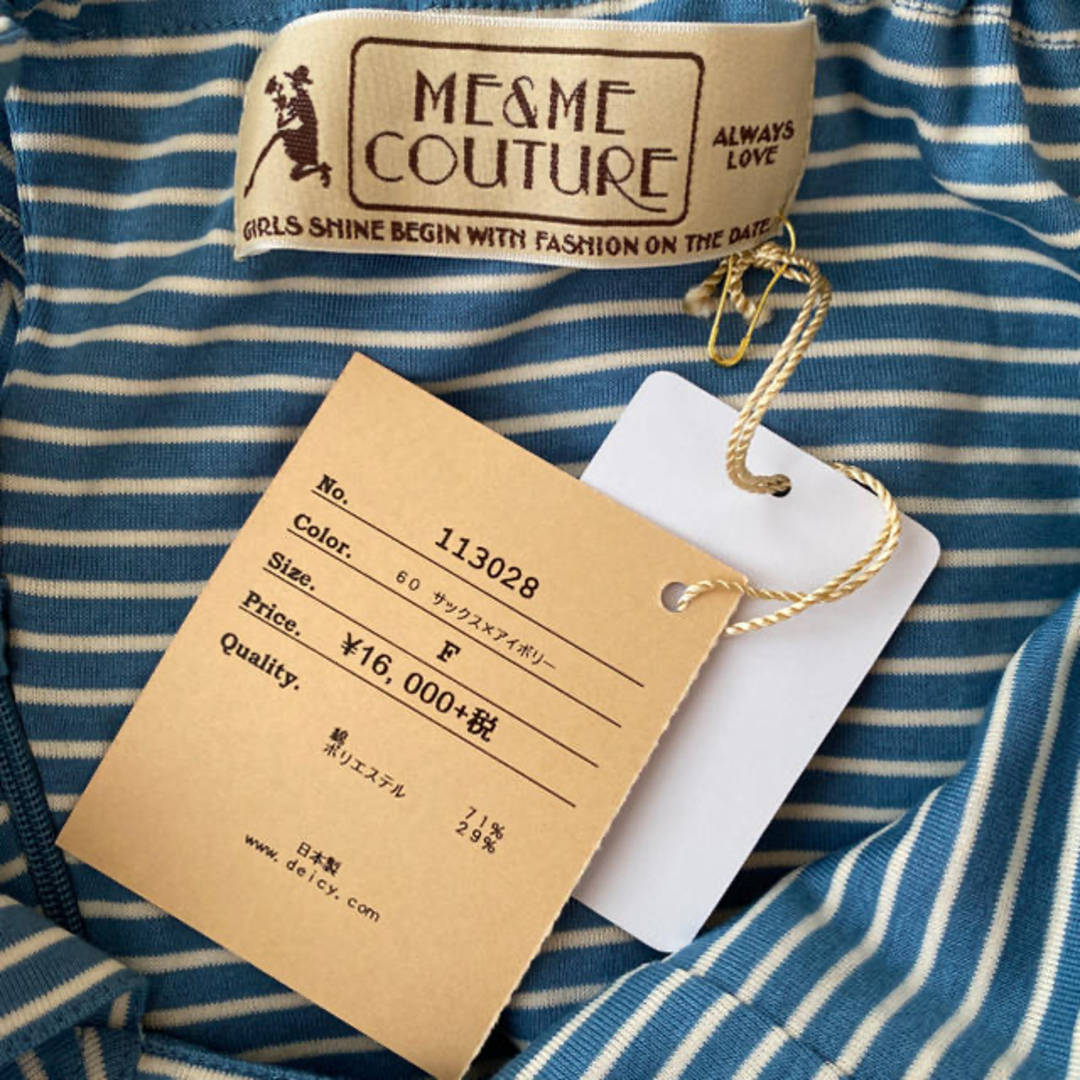 ME&ME
COUTURE
ALWAYS
LOVE
GIRLS SHINE BEGIN WITH FASHION ON THE DATE
No. 113028
Color. 60 サックス×アイボリー
Size. F
Price. ¥16,000+税
Quality.
綿 71%
ポリエステル 29%
日本製
www.deicy.com